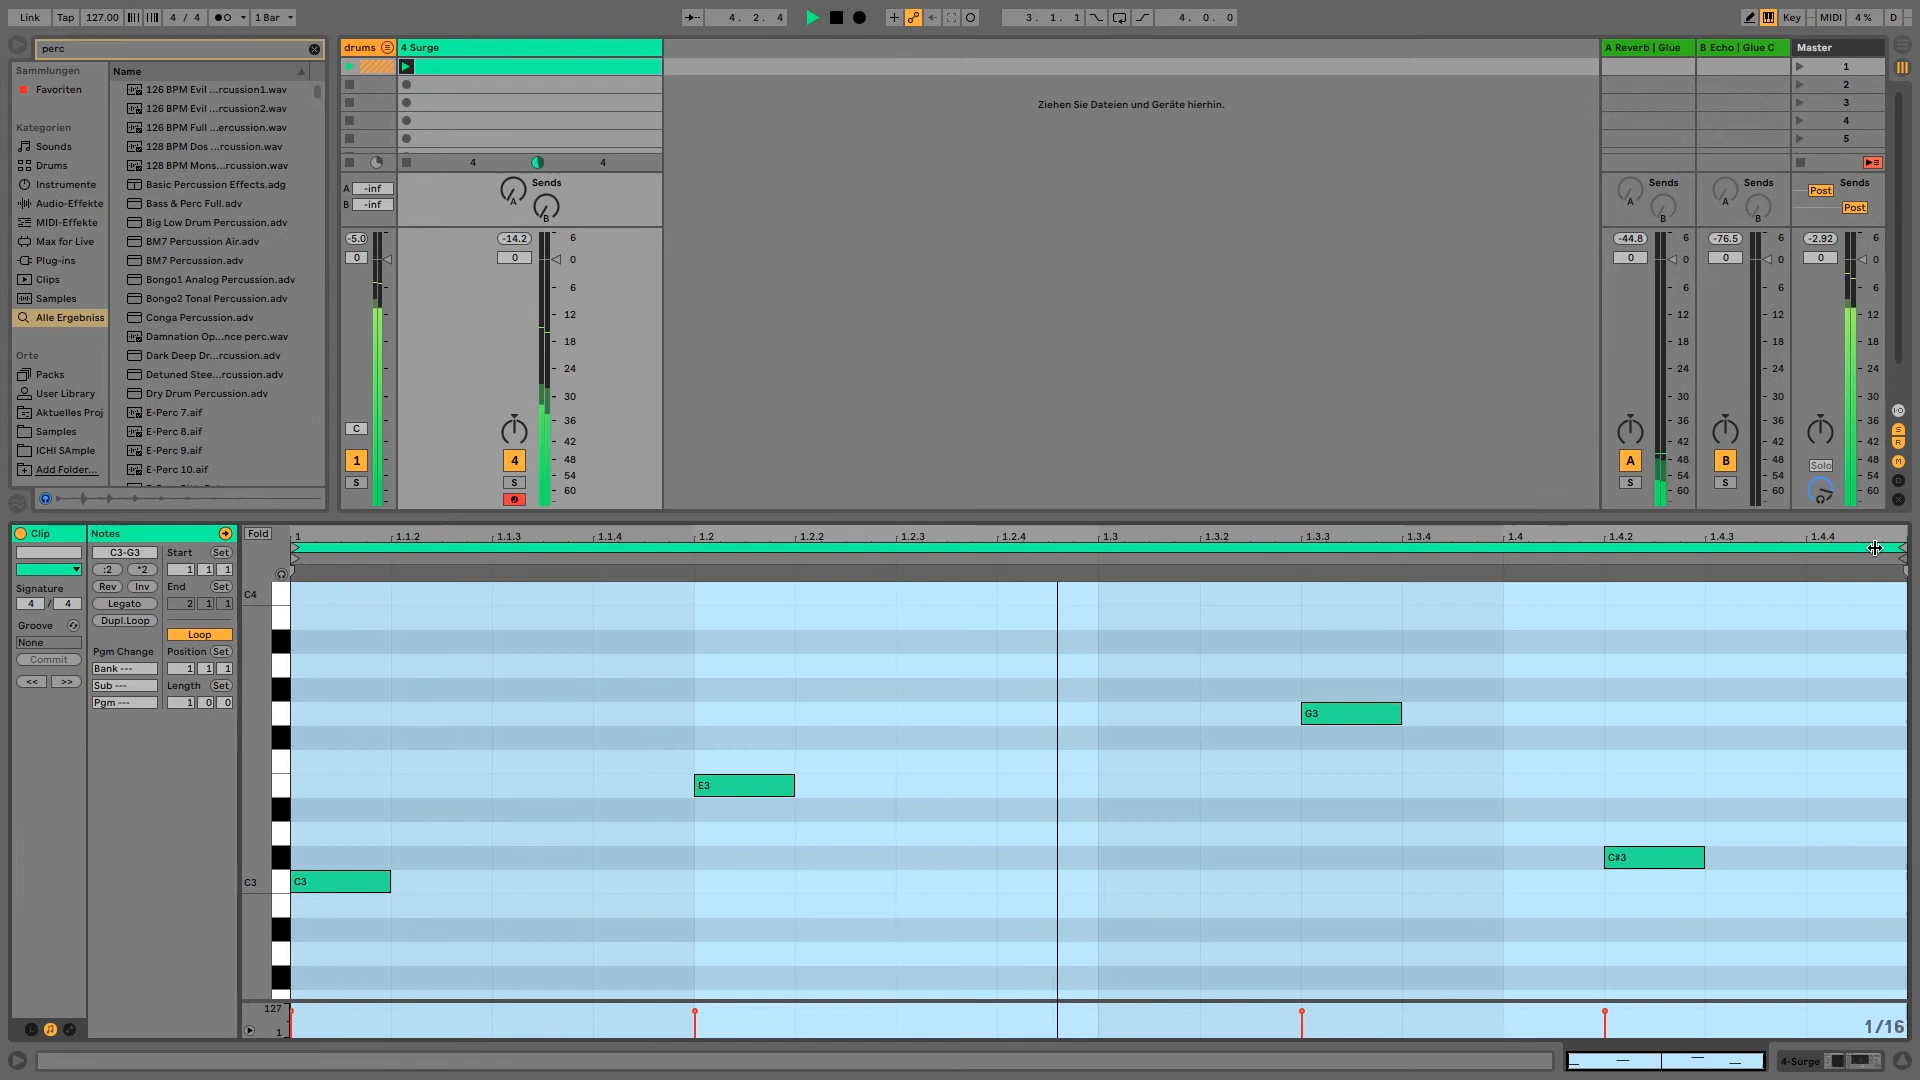 Link Tap 127.00 4 / 4 1 Bar 4. 2. 4 3. 1. 1 4. 0. 0 Key MIDI 4 % D
perc
Sammlungen
Favoriten
Kategorien
Sounds
Drums
Instrumente
Audio-Effekte
MIDI-Effekte
Max for Live
Plug-ins
Clips
Samples
Alle Ergebniss
Orte
Packs
User Library
Aktuelles Proj
Samples
ICHI SAmple
Add Folder...
Name
126 BPM Evil ...rcussion1.wav
126 BPM Evil ...rcussion2.wav
126 BPM Full ...ercussion.wav
128 BPM Dos ...rcussion.wav
128 BPM Mons...rcussion.wav
Basic Percussion Effects.adg
Bass & Perc Full.adv
Big Low Drum Percussion.adv
BM7 Percussion Air.adv
BM7 Percussion.adv
Bongo1 Analog Percussion.adv
Bongo2 Tonal Percussion.adv
Conga Percussion.adv
Damnation Op...nce perc.wav
Dark Deep Dr...rcussion.adv
Detuned Stee...rcussion.adv
Dry Drum Percussion.adv
E-Perc 7.aif
E-Perc 8.aif
E-Perc 9.aif
E-Perc 10.aif
drums
A -inf
B -inf
-5.0
0
C
1
S
4 Surge
4 4
Sends
A
B
-14.2
0
6
0
6
12
18
24
30
36
42
48
54
60
4
S
Ziehen Sie Dateien und Geräte hierhin.
A Reverb | Glue
Sends
A
B
-44.8
0
6
0
6
12
18
24
30
36
42
48
54
60
A
S
B Echo | Glue C
Sends
A
B
-76.5
0
6
0
6
12
18
24
30
36
42
48
54
60
B
S
Master
1
2
3
4
5
Post Sends
Post
-2.92
0
6
0
6
12
18
24
30
36
42
48
54
60
Solo
Clip
Signature
4 / 4
Groove
None
Commit
<< >>
Notes
C3-G3
:2 *2
Rev Inv
Legato
Dupl.Loop
Pgm Change
Bank ---
Sub ---
Pgm ---
Start Set
1 1 1
End Set
2 1 1
Loop
Position Set
1 1 1
Length Set
1 0 0
Fold
1 1.1.2 1.1.3 1.1.4 1.2 1.2.2 1.2.3 1.2.4 1.3 1.3.2 1.3.3 1.3.4 1.4 1.4.2 1.4.3 1.4.4
C4
G3
E3
C#3
C3 C3
127
1
1/16
4-Surge